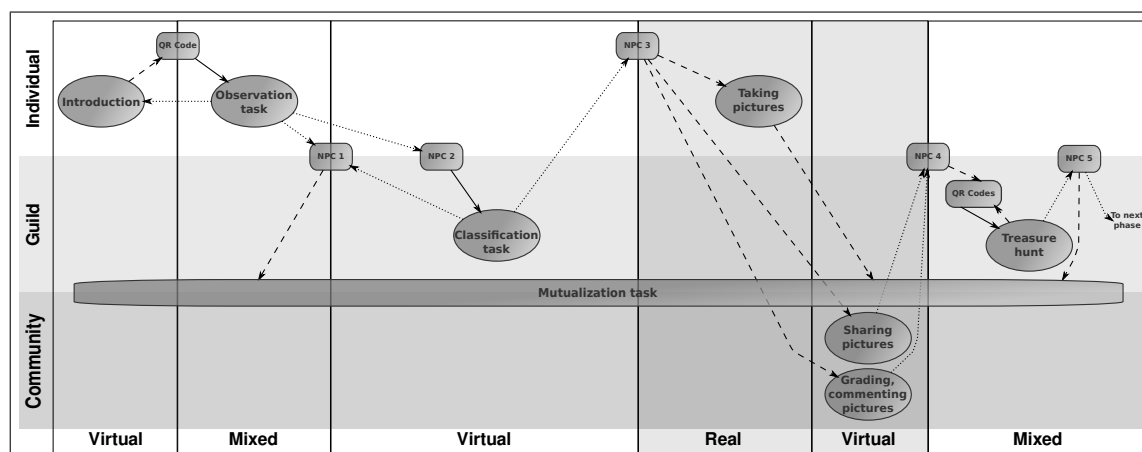 Individual
Guild
Community
QR Code
Introduction
Observation
task
NPC 1
NPC 2
Classification
task
NPC 3
Taking
pictures
NPC 4
QR Codes
Treasure
hunt
NPC 5
To next
phase
Mutualization task
Sharing
pictures
Grading,
commenting
pictures
Virtual
Mixed
Virtual
Real
Virtual
Mixed